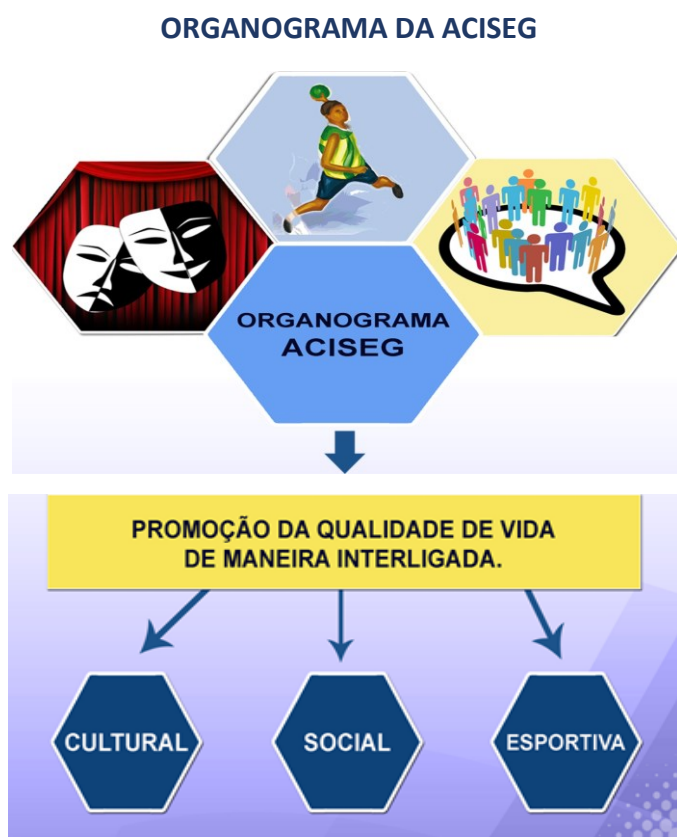 ORGANOGRAMA DA ACISEG
ORGANOGRAMA
ACISEG
PROMOÇÃO DA QUALIDADE DE VIDA
DE MANEIRA INTERLIGADA.
CULTURAL
SOCIAL
ESPORTIVA